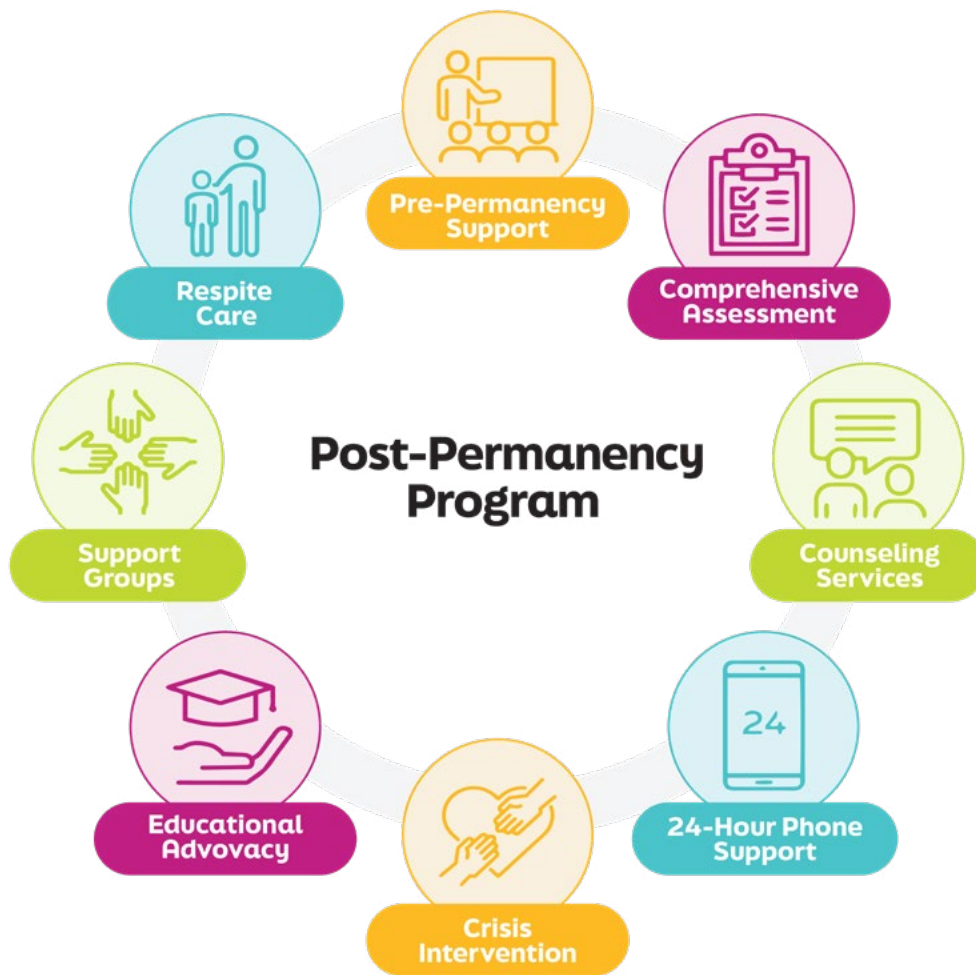 Pre-Permanency
Support
Comprehensive
Assessment
Counseling
Services
24
24-Hour Phone
Support
Crisis
Intervention
Educational
Advovacy
Support
Groups
Respite
Care
Post-Permanency
Program